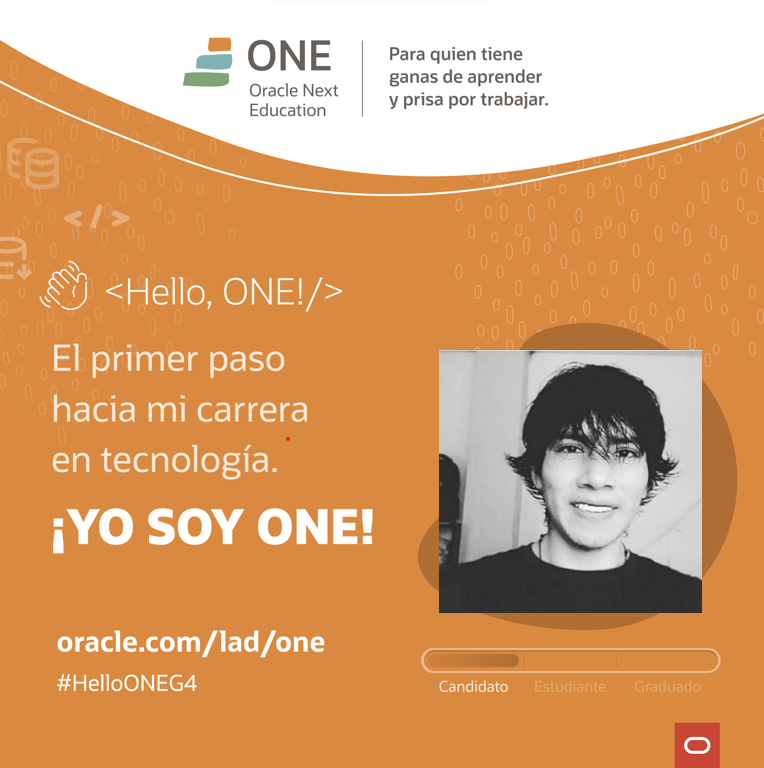 ONE
Oracle Next
Education
Para quien tiene
ganas de aprender
y prisa por trabajar.
</>
<Hello, ONE!/>
El primer paso
hacia mi carrera
en tecnología.
¡YO SOY ONE!
oracle.com/lad/one
#HelloONEG4
Candidato Estudiante Graduado